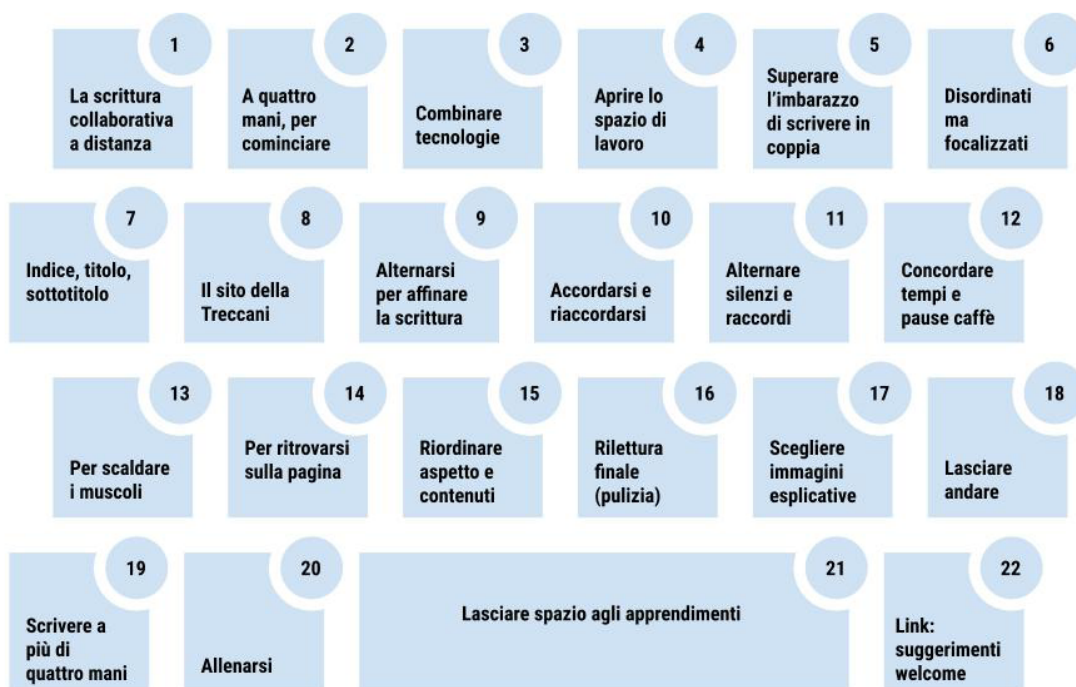 1
La scrittura
collaborativa
a distanza
2
A quattro
mani, per
cominciare
3
Combinare
tecnologie
4
Aprire lo
spazio di
lavoro
5
Superare
l'imbarazzo
di scrivere in
coppia
6
Disordinati
ma
focalizzati
7
Indice, titolo,
sottotitolo
8
Il sito della
Treccani
9
Alternarsi
per affinare
la scrittura
10
Accordarsi e
riaccordarsi
11
Alternare
silenzi e
raccordi
12
Concordare
tempi e
pause caffè
13
Per scaldare
i muscoli
14
Per ritrovarsi
sulla pagina
15
Riordinare
aspetto e
contenuti
16
Rilettura
finale
(pulizia)
17
Scegliere
immagini
esplicative
18
Lasciare
andare
19
Scrivere a
più di
quattro mani
20
Allenarsi
21
Lasciare spazio agli apprendimenti
22
Link:
suggerimenti
welcome